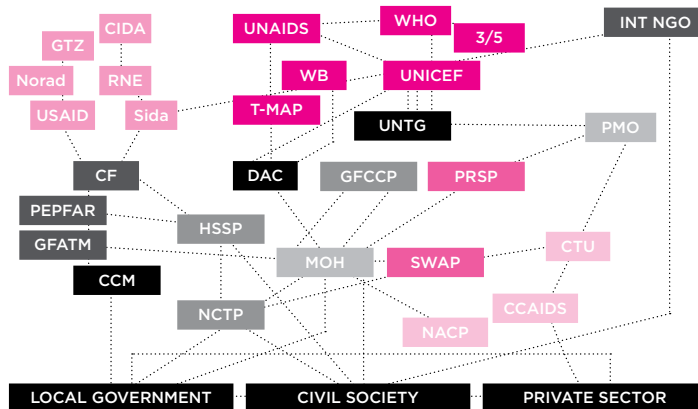 CIDA
UNAIDS
WHO
INT NGO
GTZ
3/5
Norad
RNE
WB
UNICEF
USAID
Sida
T-MAP
UNTG
PMO
CF
DAC
GFCCP
PRSP
PEPFAR
HSSP
GFATM
MOH
SWAP
CTU
CCM
NCTP
CCAIDS
NACP
LOCAL GOVERNMENT
CIVIL SOCIETY
PRIVATE SECTOR